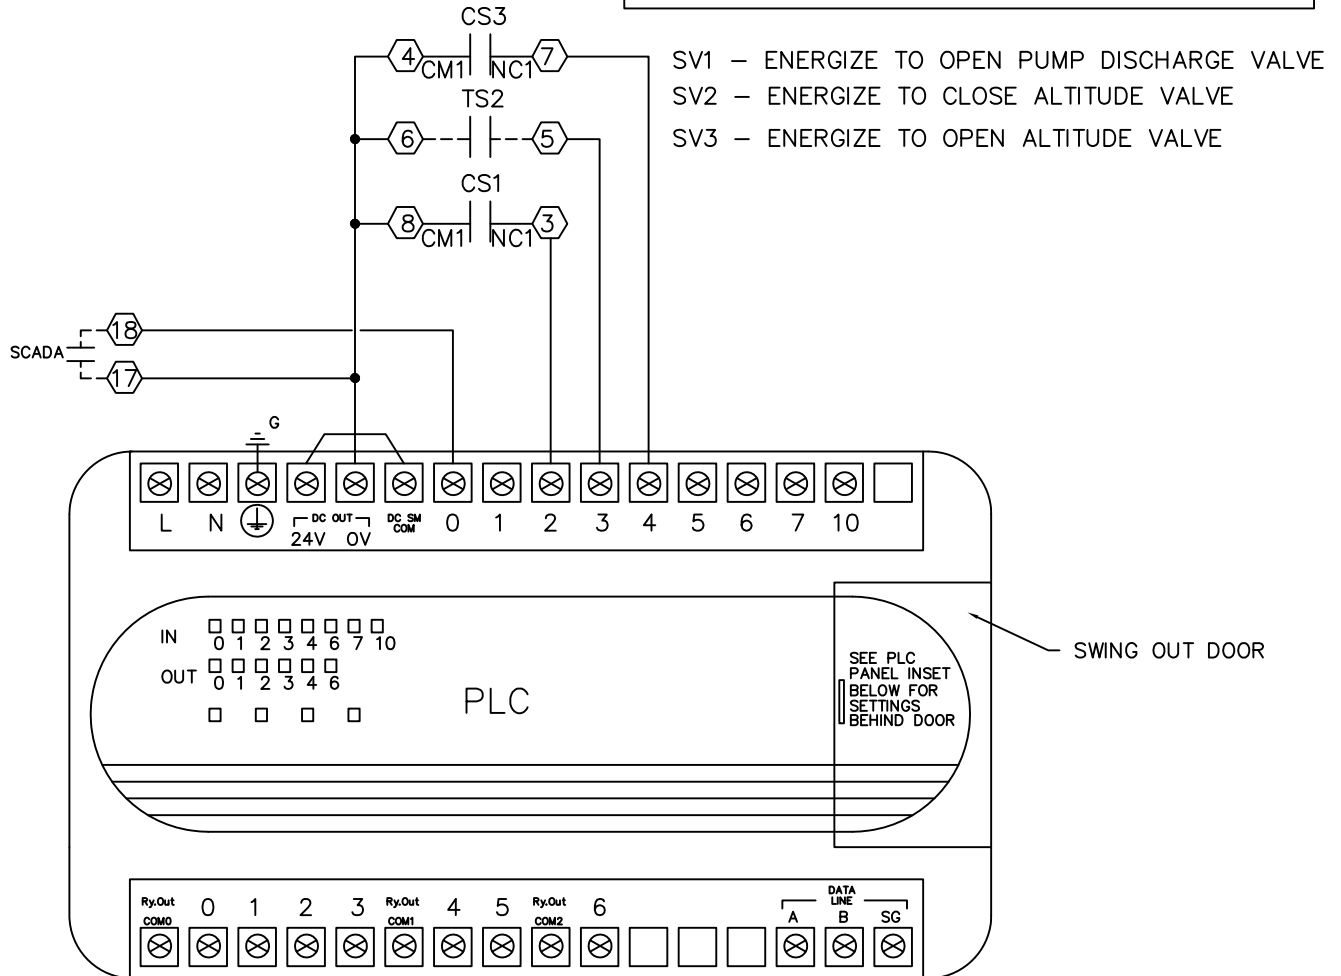 CS3
4 CM1 NC1 7
SV1 – ENERGIZE TO OPEN PUMP DISCHARGE VALVE
TS2
SV2 – ENERGIZE TO CLOSE ALTITUDE VALVE
6 5
SV3 – ENERGIZE TO OPEN ALTITUDE VALVE
CS1
8 CM1 NC1 3
18
SCADA
17
G
L N DC OUT DC SM 0 1 2 3 4 5 6 7 10
24V 0V COM
IN
0 1 2 3 4 6 7 10
OUT
0 1 2 3 4 6
PLC
SEE PLC
PANEL INSET
BELOW FOR
SETTINGS
BEHIND DOOR
SWING OUT DOOR
Ry.Out 0 1 2 3 Ry.Out 4 5 Ry.Out 6
COM0 COM1 COM2
DATA
LINE
A B SG